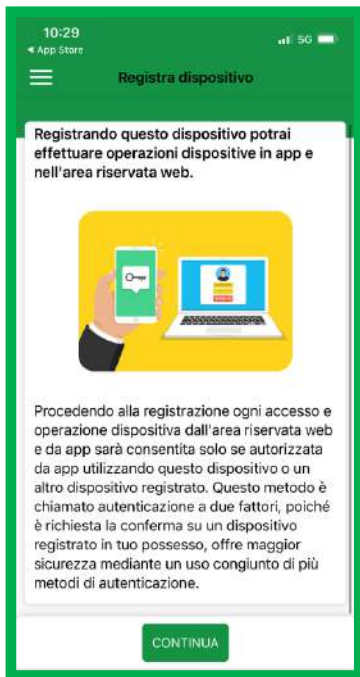 10:29
◀ App Store
5G
Registra dispositivo
Registrando questo dispositivo potrai
effettuare operazioni dispositive in app e
nell'area riservata web.
Procedendo alla registrazione ogni accesso e
operazione dispositiva dall'area riservata web
e da app sarà consentita solo se autorizzata
da app utilizzando questo dispositivo o un
altro dispositivo registrato. Questo metodo è
chiamato autenticazione a due fattori, poiché
è richiesta la conferma su un dispositivo
registrato in tuo possesso, offre maggior
sicurezza mediante un uso congiunto di più
metodi di autenticazione.
CONTINUA